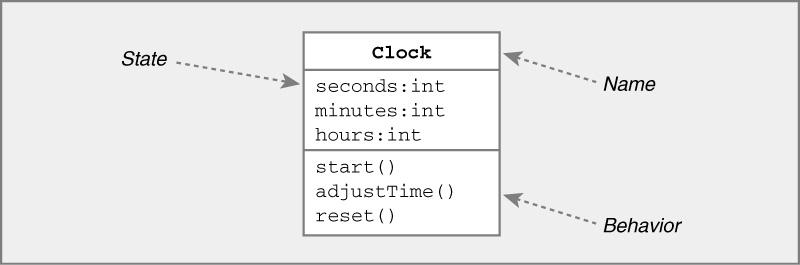 State
Clock
Name
seconds:int
minutes:int
hours:int
start()
adjustTime()
reset()
Behavior